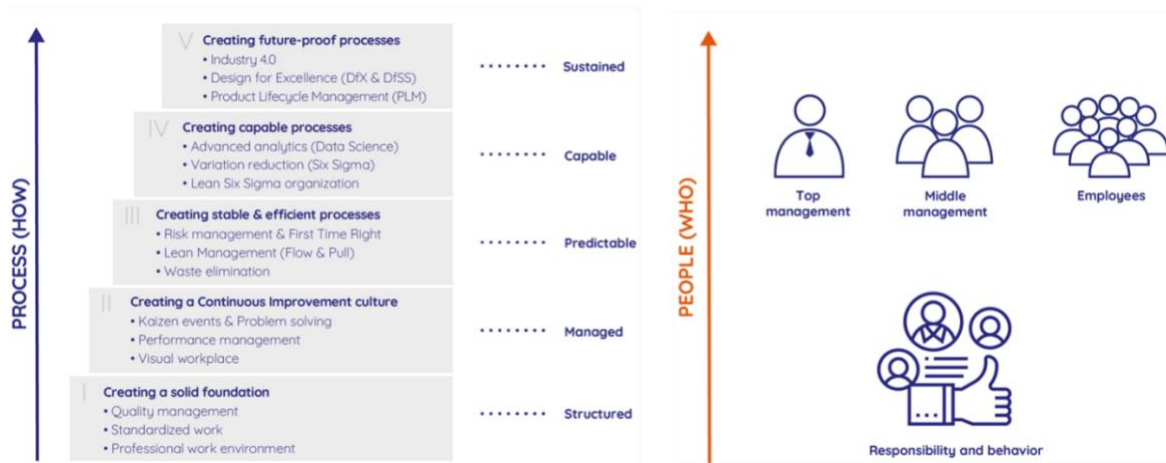 PROCESS (HOW)
V
Creating future-proof processes
• Industry 4.0
• Design for Excellence (DfX & DfSS)
• Product Lifecycle Management (PLM)
Sustained
IV
Creating capable processes
• Advanced analytics (Data Science)
• Variation reduction (Six Sigma)
• Lean Six Sigma organization
Capable
III
Creating stable & efficient processes
• Risk management & First Time Right
• Lean Management (Flow & Pull)
• Waste elimination
Predictable
II
Creating a Continuous Improvement culture
• Kaizen events & Problem solving
• Performance management
• Visual workplace
Managed
I
Creating a solid foundation
• Quality management
• Standardized work
• Professional work environment
Structured
PEOPLE (WHO)
Top
management
Middle
management
Employees
Responsibility and behavior